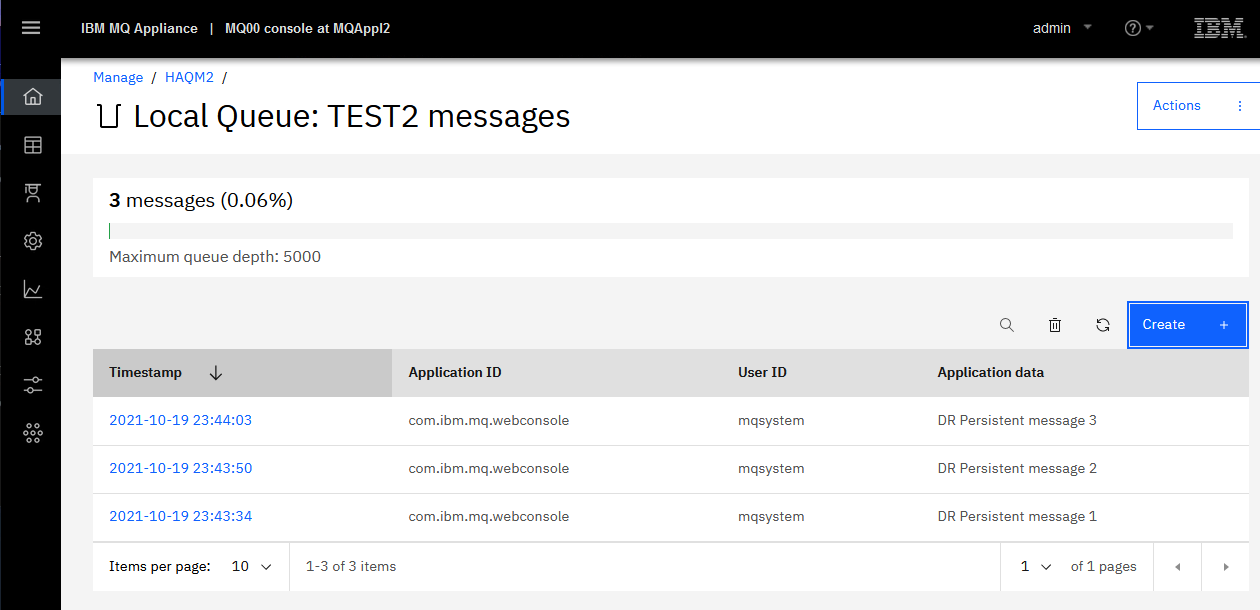 IBM MQ Appliance | MQ00 console at MQAppl2
admin
IBM
Manage / HAQM2 /
Local Queue: TEST2 messages
Actions
3 messages (0.06%)
Maximum queue depth: 5000
Create +
Timestamp Application ID User ID Application data
2021-10-19 23:44:03 com.ibm.mq.webconsole mqsystem DR Persistent message 3
2021-10-19 23:43:50 com.ibm.mq.webconsole mqsystem DR Persistent message 2
2021-10-19 23:43:34 com.ibm.mq.webconsole mqsystem DR Persistent message 1
Items per page: 10 1-3 of 3 items 1 of 1 pages